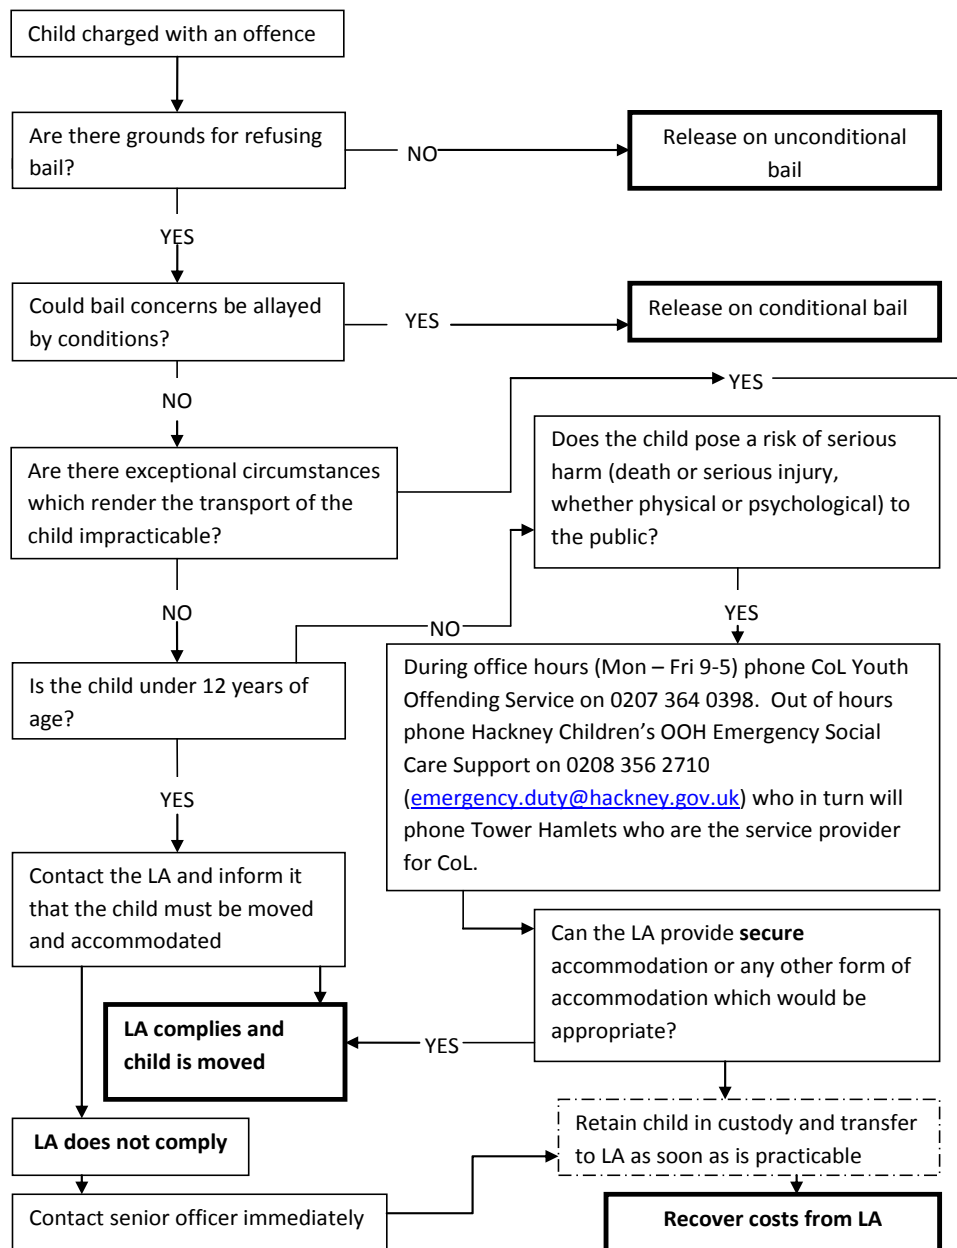 Child charged with an offence
Are there grounds for refusing
bail?
NO
Release on unconditional
bail
YES
Could bail concerns be allayed
by conditions?
YES
Release on conditional bail
NO
YES
Are there exceptional circumstances
which render the transport of the
child impracticable?
Does the child pose a risk of serious
harm (death or serious injury,
whether physical or psychological) to
the public?
NO
NO
YES
Is the child under 12 years of
age?
During office hours (Mon – Fri 9-5) phone CoL Youth
Offending Service on 0207 364 0398.  Out of hours
phone Hackney Children's OOH Emergency Social
Care Support on 0208 356 2710
(emergency.duty@hackney.gov.uk) who in turn will
phone Tower Hamlets who are the service provider
for CoL.
YES
Contact the LA and inform it
that the child must be moved
and accommodated
Can the LA provide secure
accommodation or any other form of
accommodation which would be
appropriate?
LA complies and
child is moved
YES
LA does not comply
Retain child in custody and transfer
to LA as soon as is practicable
Contact senior officer immediately
Recover costs from LA